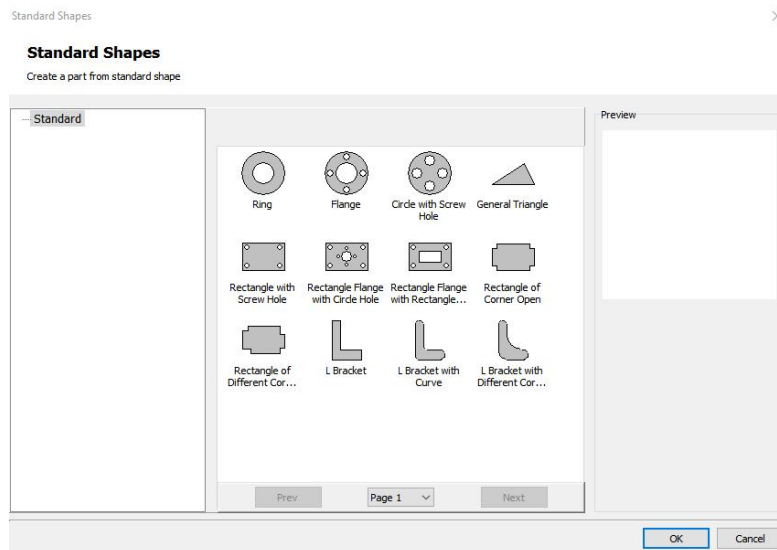 Standard Shapes
Standard Shapes
Create a part from standard shape
Standard
Preview
Ring
Flange
Circle with Screw
Hole
General Triangle
Rectangle with
Screw Hole
Rectangle Flange
with Circle Hole
Rectangle Flange
with Rectangle...
Rectangle of
Corner Open
Rectangle of
Different Cor...
L Bracket
L Bracket with
Curve
L Bracket with
Different Cor...
Prev
Page 1
Next
OK
Cancel